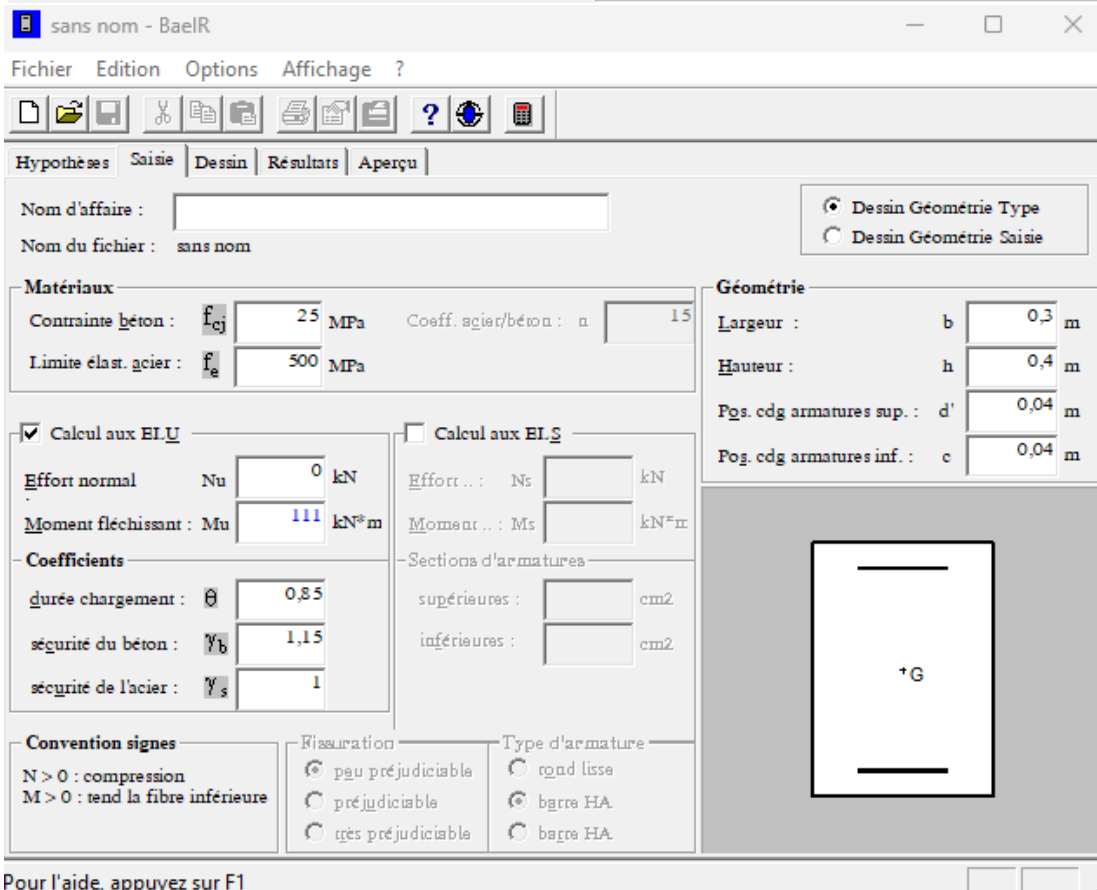 sans nom - BaelR
Fichier Edition Options Affichage ?
Hypothèses Saisie Dessin Résultats Aperçu
Nom d'affaire :
Nom du fichier : sans nom
Dessin Géométrie Type
Dessin Géométrie Saisie
Matériaux
Contrainte béton : fcj 25 MPa Coeff. acier/béton : n 15
Limite élast. acier : fe 500 MPa
Géométrie
Largeur : b 0,3 m
Hauteur : h 0,4 m
Pos. cdg armatures sup. : d' 0,04 m
Pos. cdg armatures inf. : c 0,04 m
Calcul aux ELU
Effort normal Nu 0 kN
Moment fléchissant : Mu 111 kN*m
Coefficients
durée chargement : θ 0,85
sécurité du béton : γb 1,15
sécurité de l'acier : γs 1
Calcul aux ELS
Effort .. : Ns kN
Moment .. : Ms kN*m
Sections d'armatures
supérieures : cm2
inférieures : cm2
+G
Convention signes
N > 0 : compression
M > 0 : tend la fibre inférieure
Fissuration
peu préjudiciable
préjudiciable
très préjudiciable
Type d'armature
rond lisse
barre HA
barre HA
Pour l'aide, appuyez sur F1